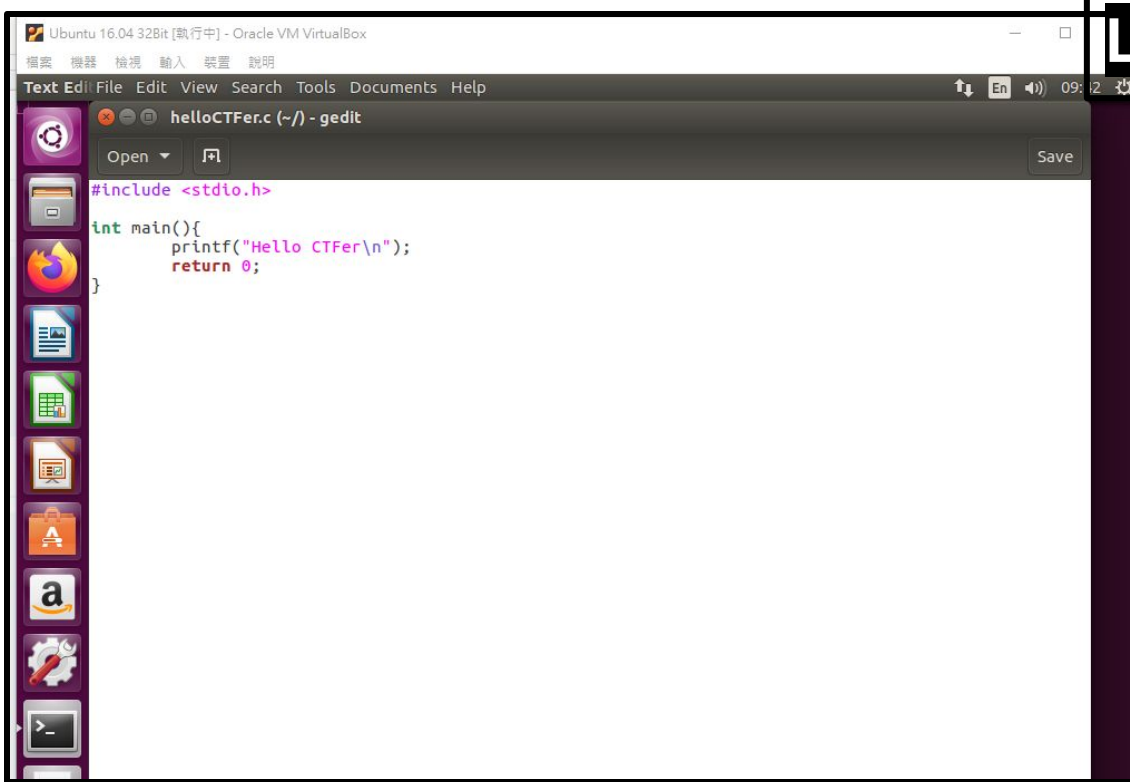 Ubuntu 16.04 32Bit [執行中] - Oracle VM VirtualBox
檔案 機器 檢視 輸入 裝置 說明
Text Edi File Edit View Search Tools Documents Help En
helloCTFer.c (~/) - gedit
Open Save
#include <stdio.h>
int main(){
printf("Hello CTFer\n");
return 0;
}
a
>_